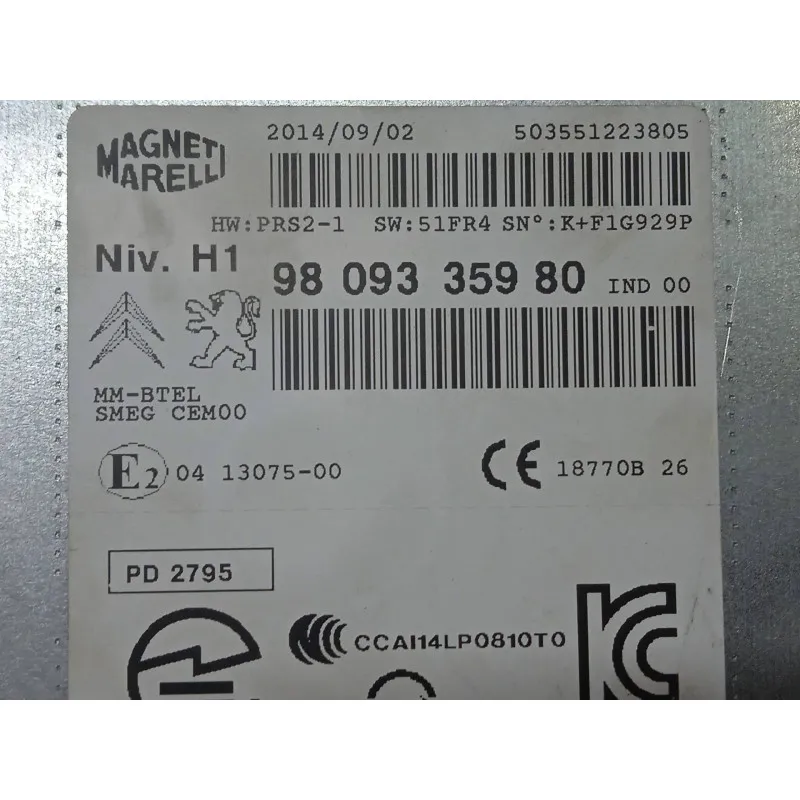 MAGNETI
MARELLI
2014/09/02 503551223805
HW:PRS2-1 SW:51FR4 SN°:K+F1G929P
Niv. H1
98 093 359 80 IND 00
MM-BTEL
SMEG CEM00
E2 04 13075-00
CE 18770B 26
PD 2795
CCAI14LP0810T0